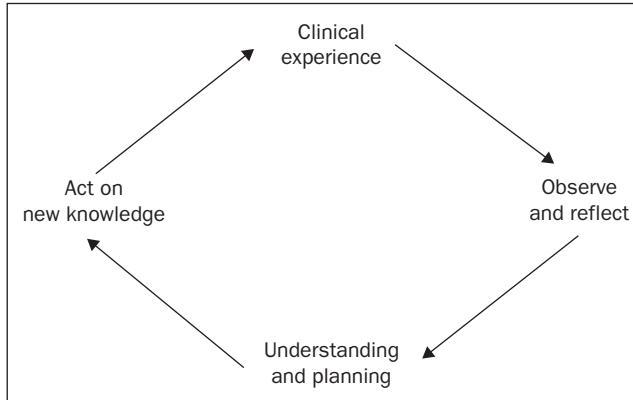 Clinical
experience
Act on
new knowledge
Observe
and reflect
Understanding
and planning